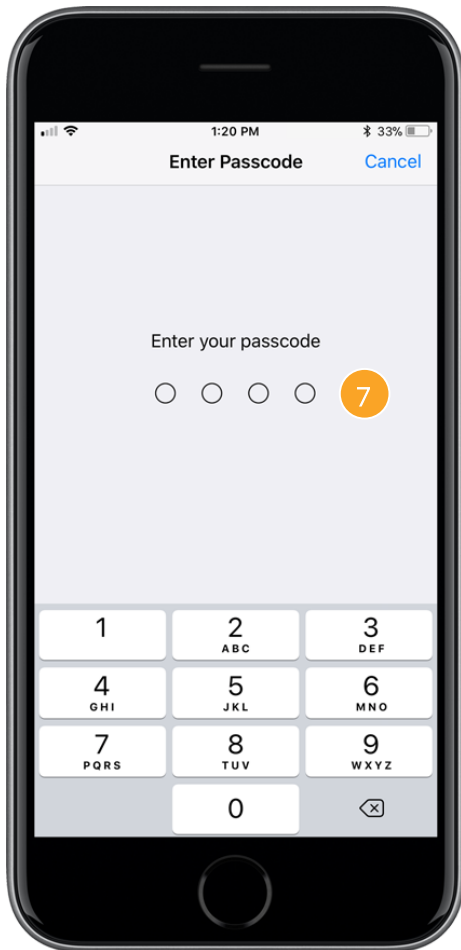 1:20 PM 33%
Enter Passcode Cancel
Enter your passcode
7
1 2 3
ABC DEF
4 5 6
GHI JKL MNO
7 8 9
PQRS TUV WXYZ
0